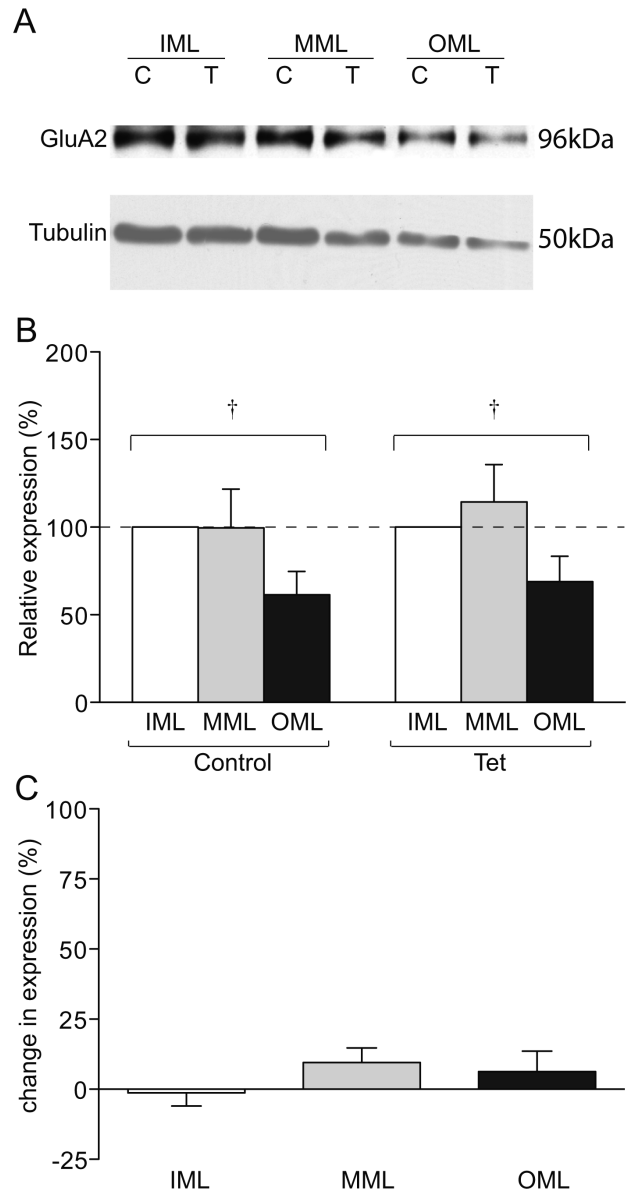 A
IML MML OML
C T C T C T
GluA2 96kDa
Tubulin 50kDa
B
Relative expression (%)
200
150
100
50
0
† †
IML MML OML IML MML OML
Control Tet
C
change in expression (%)
100
75
50
25
0
-25
IML MML OML